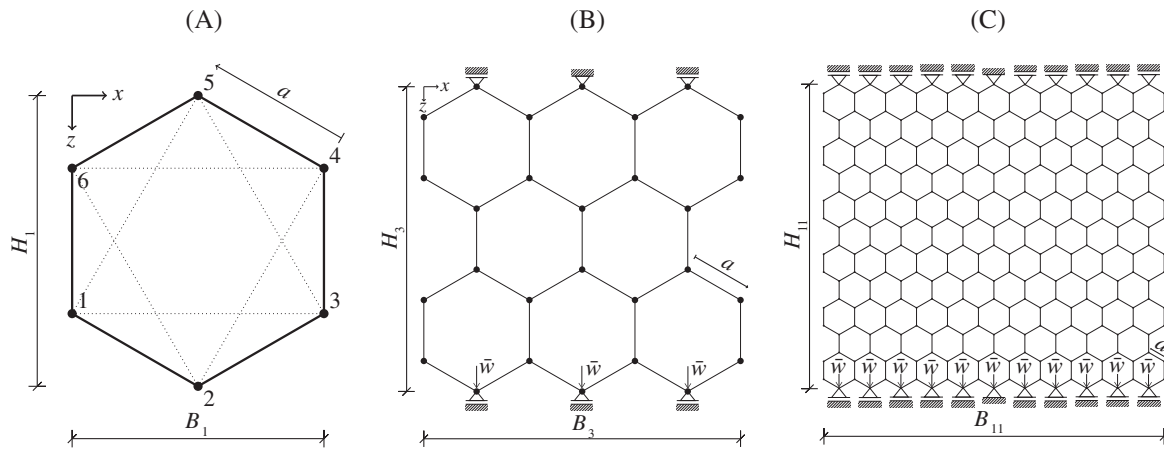 (A) (B) (C)
5
a
x
z
4
6
H₁
1
3
2
B₁
x
z
H₃
a
w̄ w̄ w̄
B₃
H₁₁
a
w̄ w̄ w̄ w̄ w̄ w̄ w̄ w̄ w̄ w̄ w̄
B₁₁